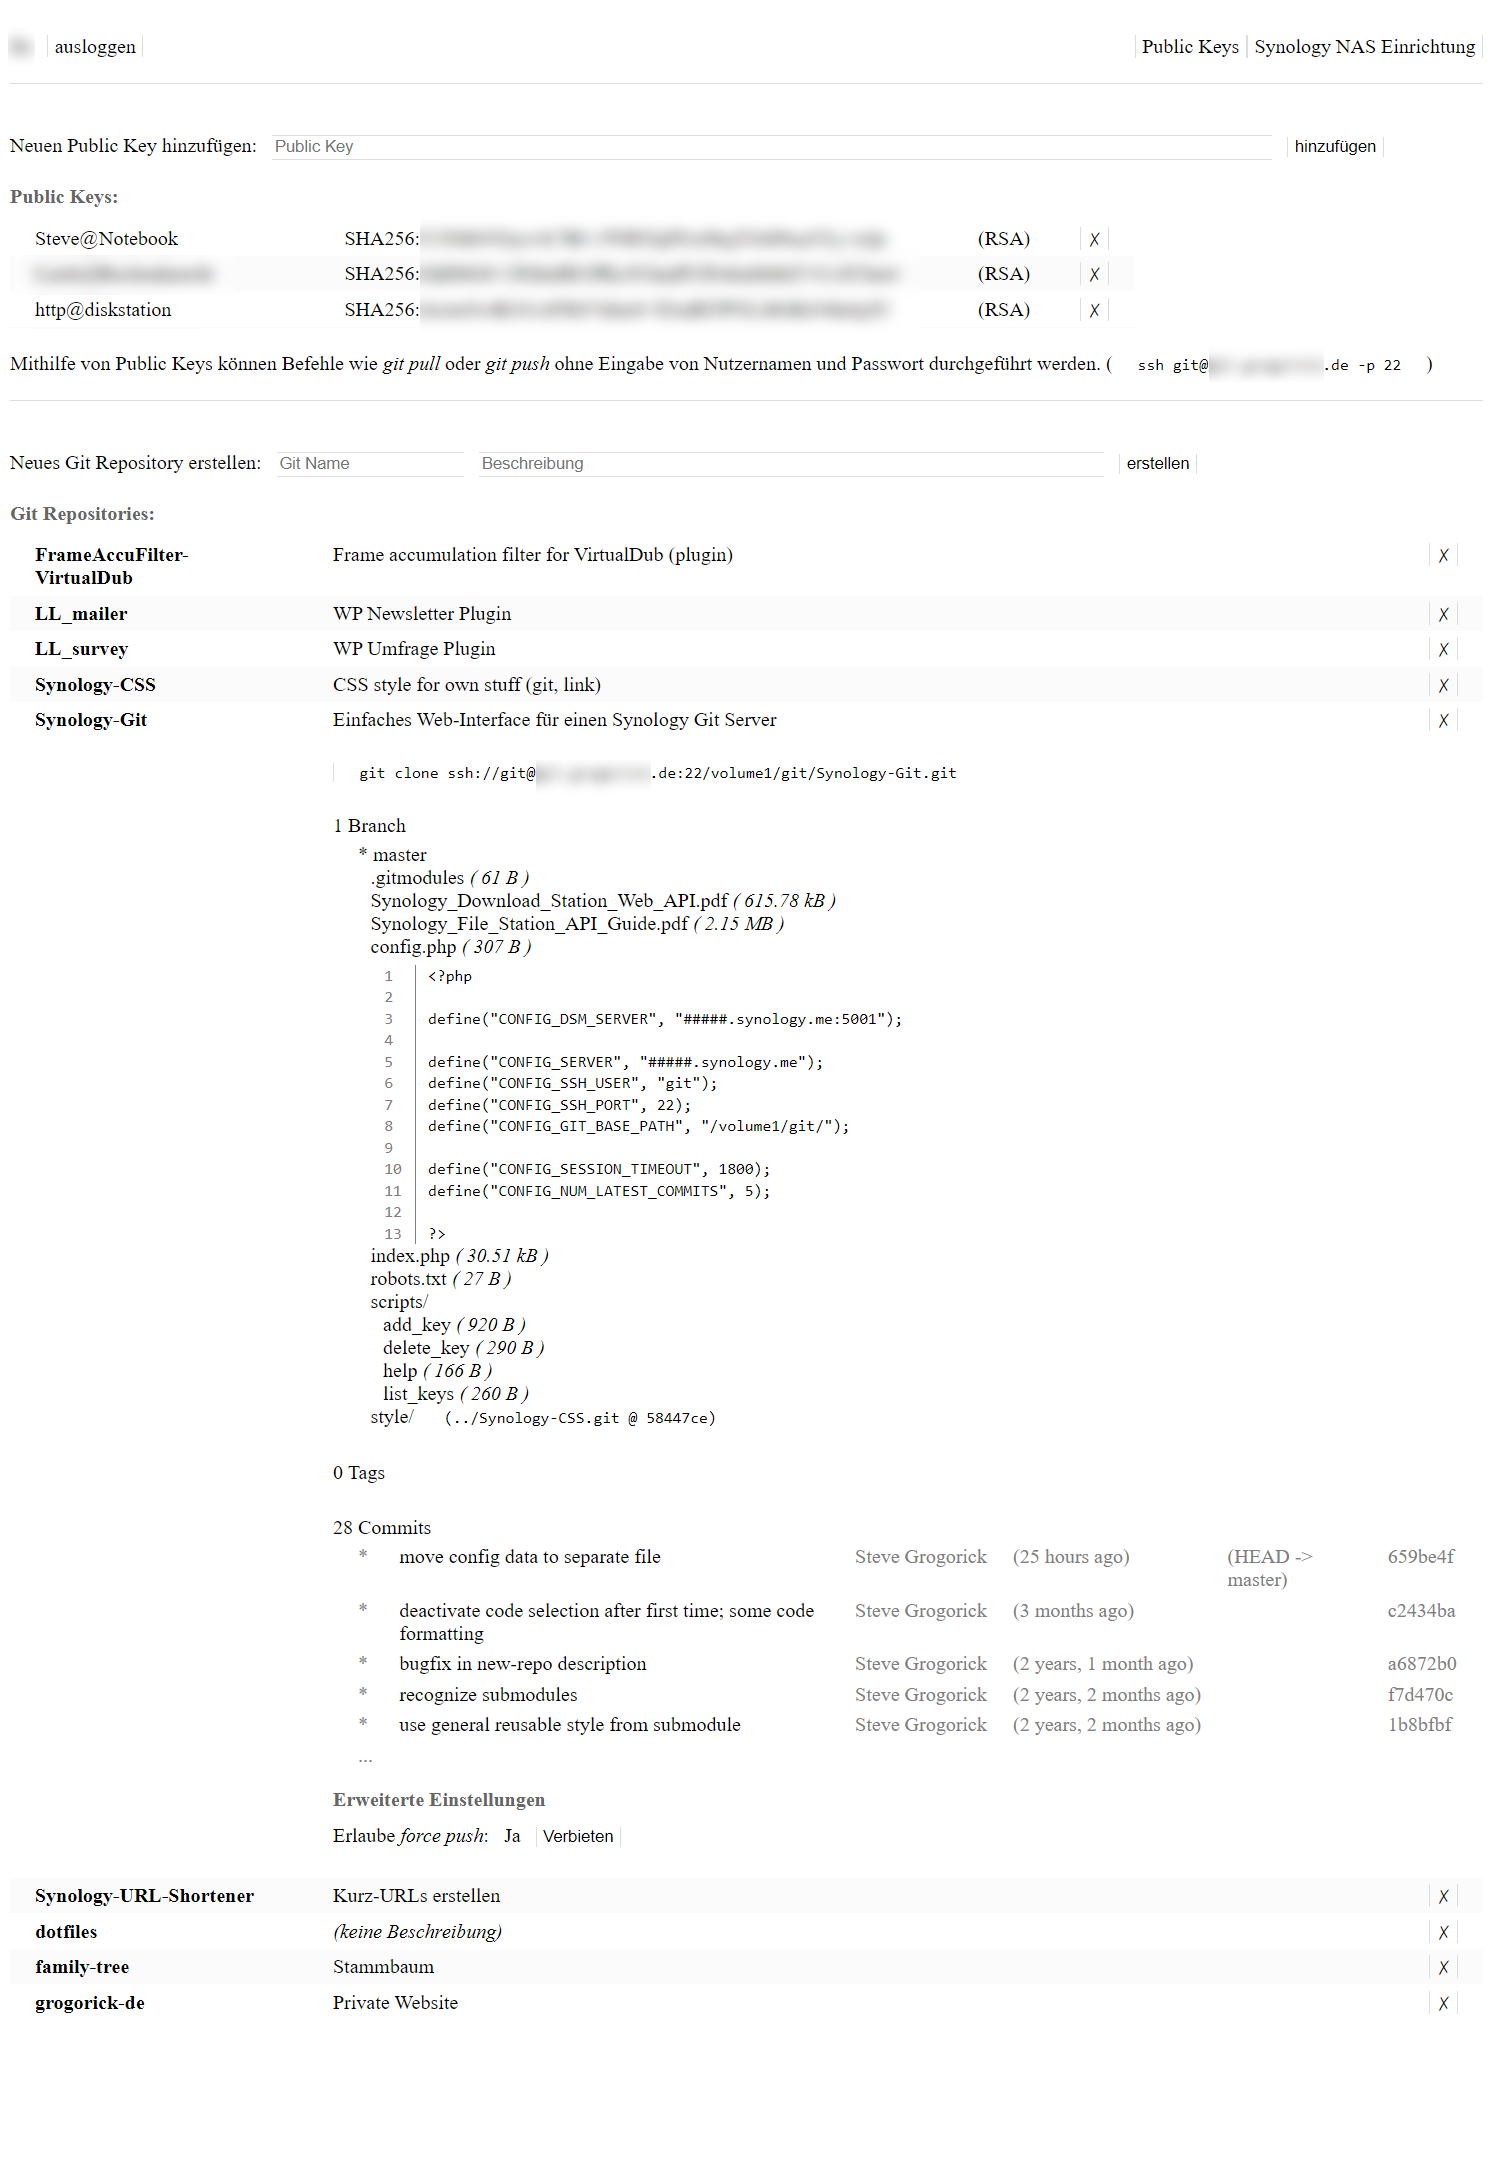 ausloggen Public Keys Synology NAS Einrichtung
Neuen Public Key hinzufügen: Public Key hinzufügen
Public Keys:
Steve@Notebook SHA256: (RSA) X
SHA256: (RSA) X
http@diskstation SHA256: (RSA) X
Mithilfe von Public Keys können Befehle wie git pull oder git push ohne Eingabe von Nutzernamen und Passwort durchgeführt werden. ( ssh git@ .de -p 22 )
Neues Git Repository erstellen: Git Name Beschreibung erstellen
Git Repositories:
FrameAccuFilter- Frame accumulation filter for VirtualDub (plugin) X
VirtualDub
LL_mailer WP Newsletter Plugin X
LL_survey WP Umfrage Plugin X
Synology-CSS CSS style for own stuff (git, link) X
Synology-Git Einfaches Web-Interface für einen Synology Git Server X
git clone ssh://git@ .de:22/volume1/git/Synology-Git.git
1 Branch
* master
.gitmodules ( 61 B )
Synology_Download_Station_Web_API.pdf ( 615.78 kB )
Synology_File_Station_API_Guide.pdf ( 2.15 MB )
config.php ( 307 B )
1 <?php
2
3 define("CONFIG_DSM_SERVER", "#####.synology.me:5001");
4
5 define("CONFIG_SERVER", "#####.synology.me");
6 define("CONFIG_SSH_USER", "git");
7 define("CONFIG_SSH_PORT", 22);
8 define("CONFIG_GIT_BASE_PATH", "/volume1/git/");
9
10 define("CONFIG_SESSION_TIMEOUT", 1800);
11 define("CONFIG_NUM_LATEST_COMMITS", 5);
12
13 ?>
index.php ( 30.51 kB )
robots.txt ( 27 B )
scripts/
add_key ( 920 B )
delete_key ( 290 B )
help ( 166 B )
list_keys ( 260 B )
style/ (../Synology-CSS.git @ 58447ce)
0 Tags
28 Commits
* move config data to separate file Steve Grogorick (25 hours ago) (HEAD -> 659be4f
master)
* deactivate code selection after first time; some code Steve Grogorick (3 months ago) c2434ba
formatting
* bugfix in new-repo description Steve Grogorick (2 years, 1 month ago) a6872b0
* recognize submodules Steve Grogorick (2 years, 2 months ago) f7d470c
* use general reusable style from submodule Steve Grogorick (2 years, 2 months ago) 1b8bfbf
...
Erweiterte Einstellungen
Erlaube force push: Ja Verbieten
Synology-URL-Shortener Kurz-URLs erstellen X
dotfiles (keine Beschreibung) X
family-tree Stammbaum X
grogorick-de Private Website X